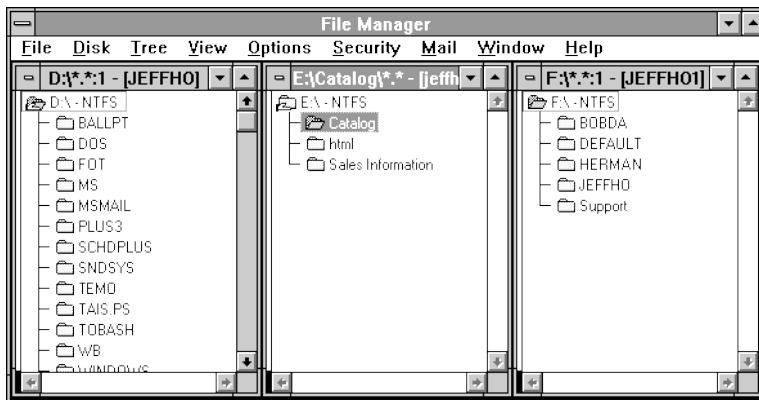 File Manager
File Disk Tree View Options Security Mail Window Help
D:\*.*:1 - [JEFFHO]
D:\ - NTFS
BALLPT
DOS
FOT
MS
MSMAIL
PLUS3
SCHDPLUS
SNDSYS
TEMO
TAIS.PS
TOBASH
WB
WINDOWS
E:\Catalog\*.* - [jeffh
E:\ - NTFS
Catalog
html
Sales Information
F:\*.*:1 - [JEFFHO1]
F:\ - NTFS
BOBDA
DEFAULT
HERMAN
JEFFHO
Support